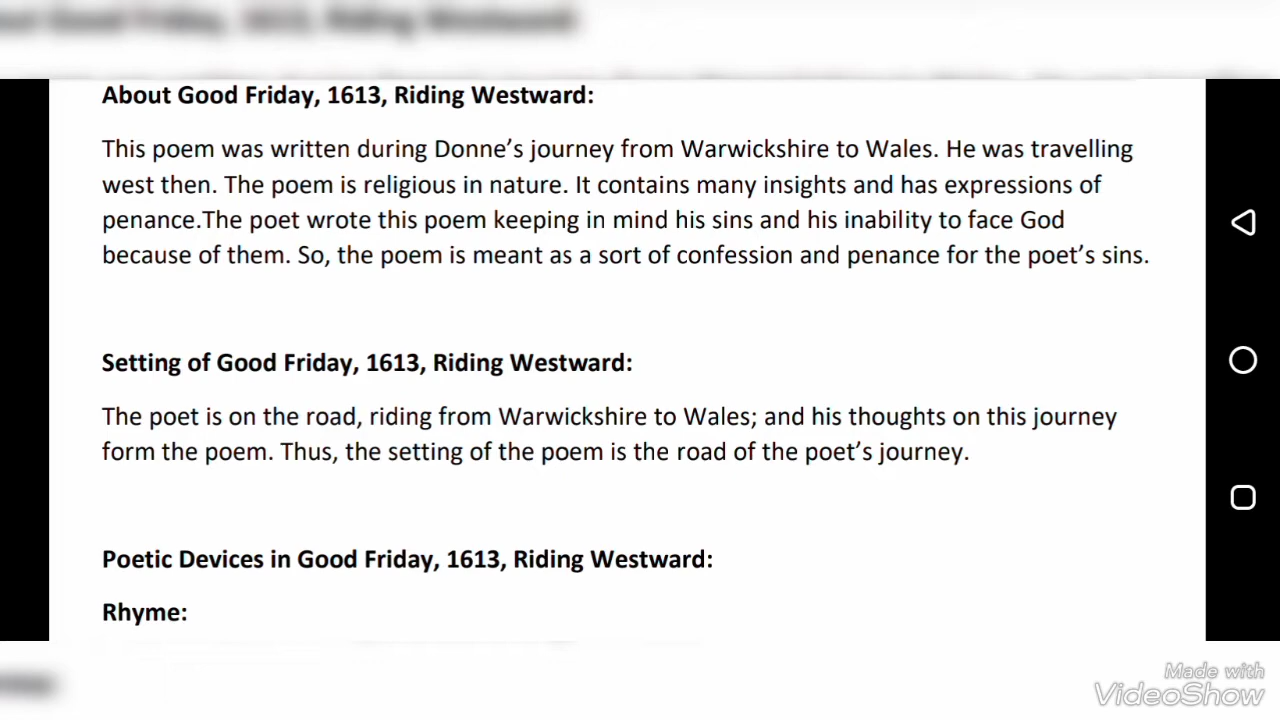 Good Friday, 1613, Riding Westward:
About Good Friday, 1613, Riding Westward:
This poem was written during Donne’s journey from Warwickshire to Wales. He was travelling
west then. The poem is religious in nature. It contains many insights and has expressions of
penance.The poet wrote this poem keeping in mind his sins and his inability to face God
because of them. So, the poem is meant as a sort of confession and penance for the poet’s sins.
Setting of Good Friday, 1613, Riding Westward:
The poet is on the road, riding from Warwickshire to Wales; and his thoughts on this journey
form the poem. Thus, the setting of the poem is the road of the poet’s journey.
Poetic Devices in Good Friday, 1613, Riding Westward:
Rhyme:
Made with
VideoShow